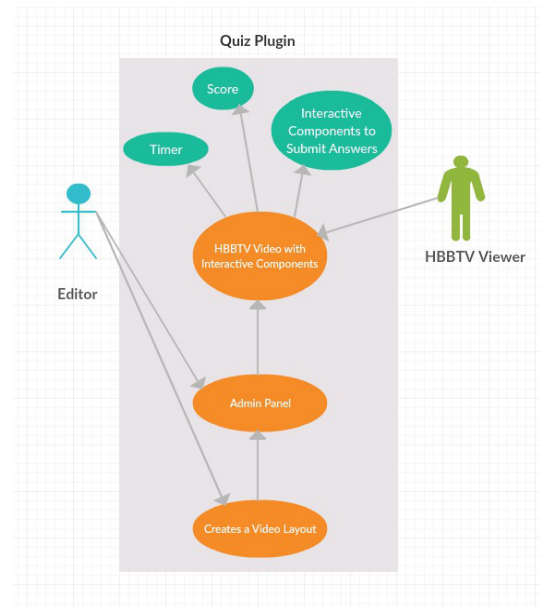 Quiz Plugin
Score
Interactive
Components to
Submit Answers
Timer
HBBTV Video with
Interactive Components
HBBTV Viewer
Editor
Admin Panel
Creates a Video Layout